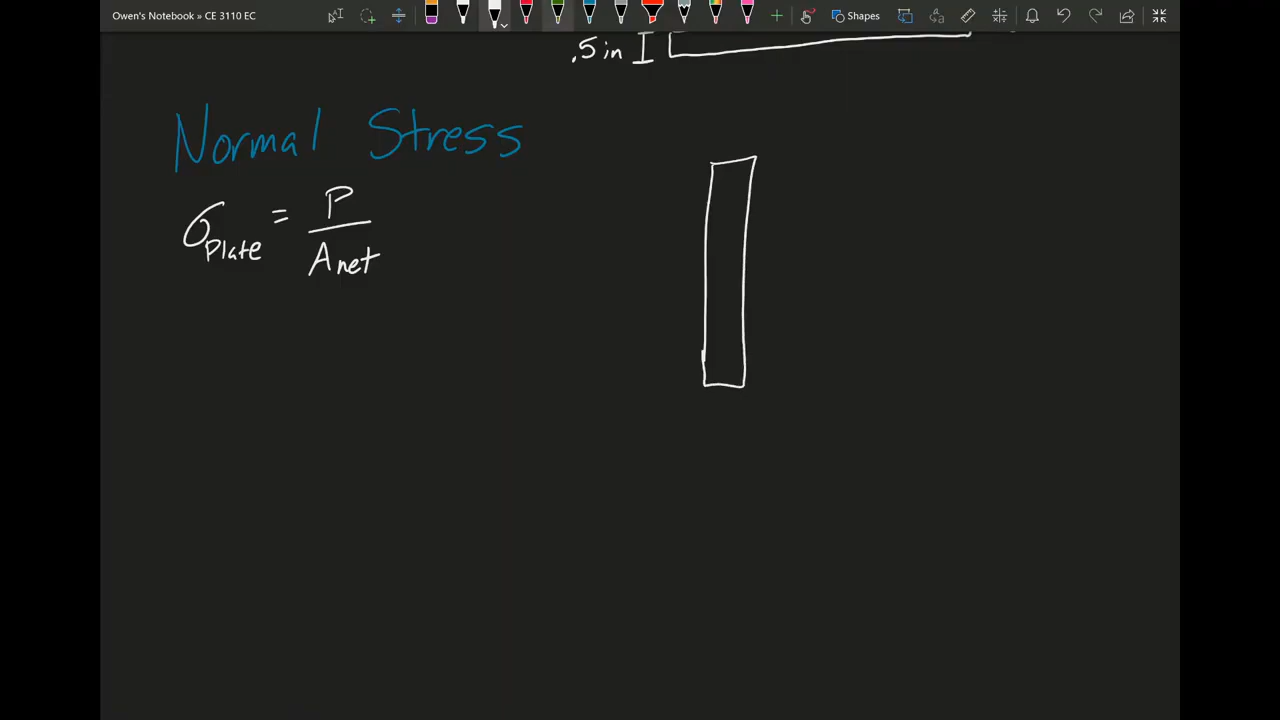 Owen's Notebook » CE 3110 EC
Shapes
.5 in
Normal Stress
σPlate = P / Anet